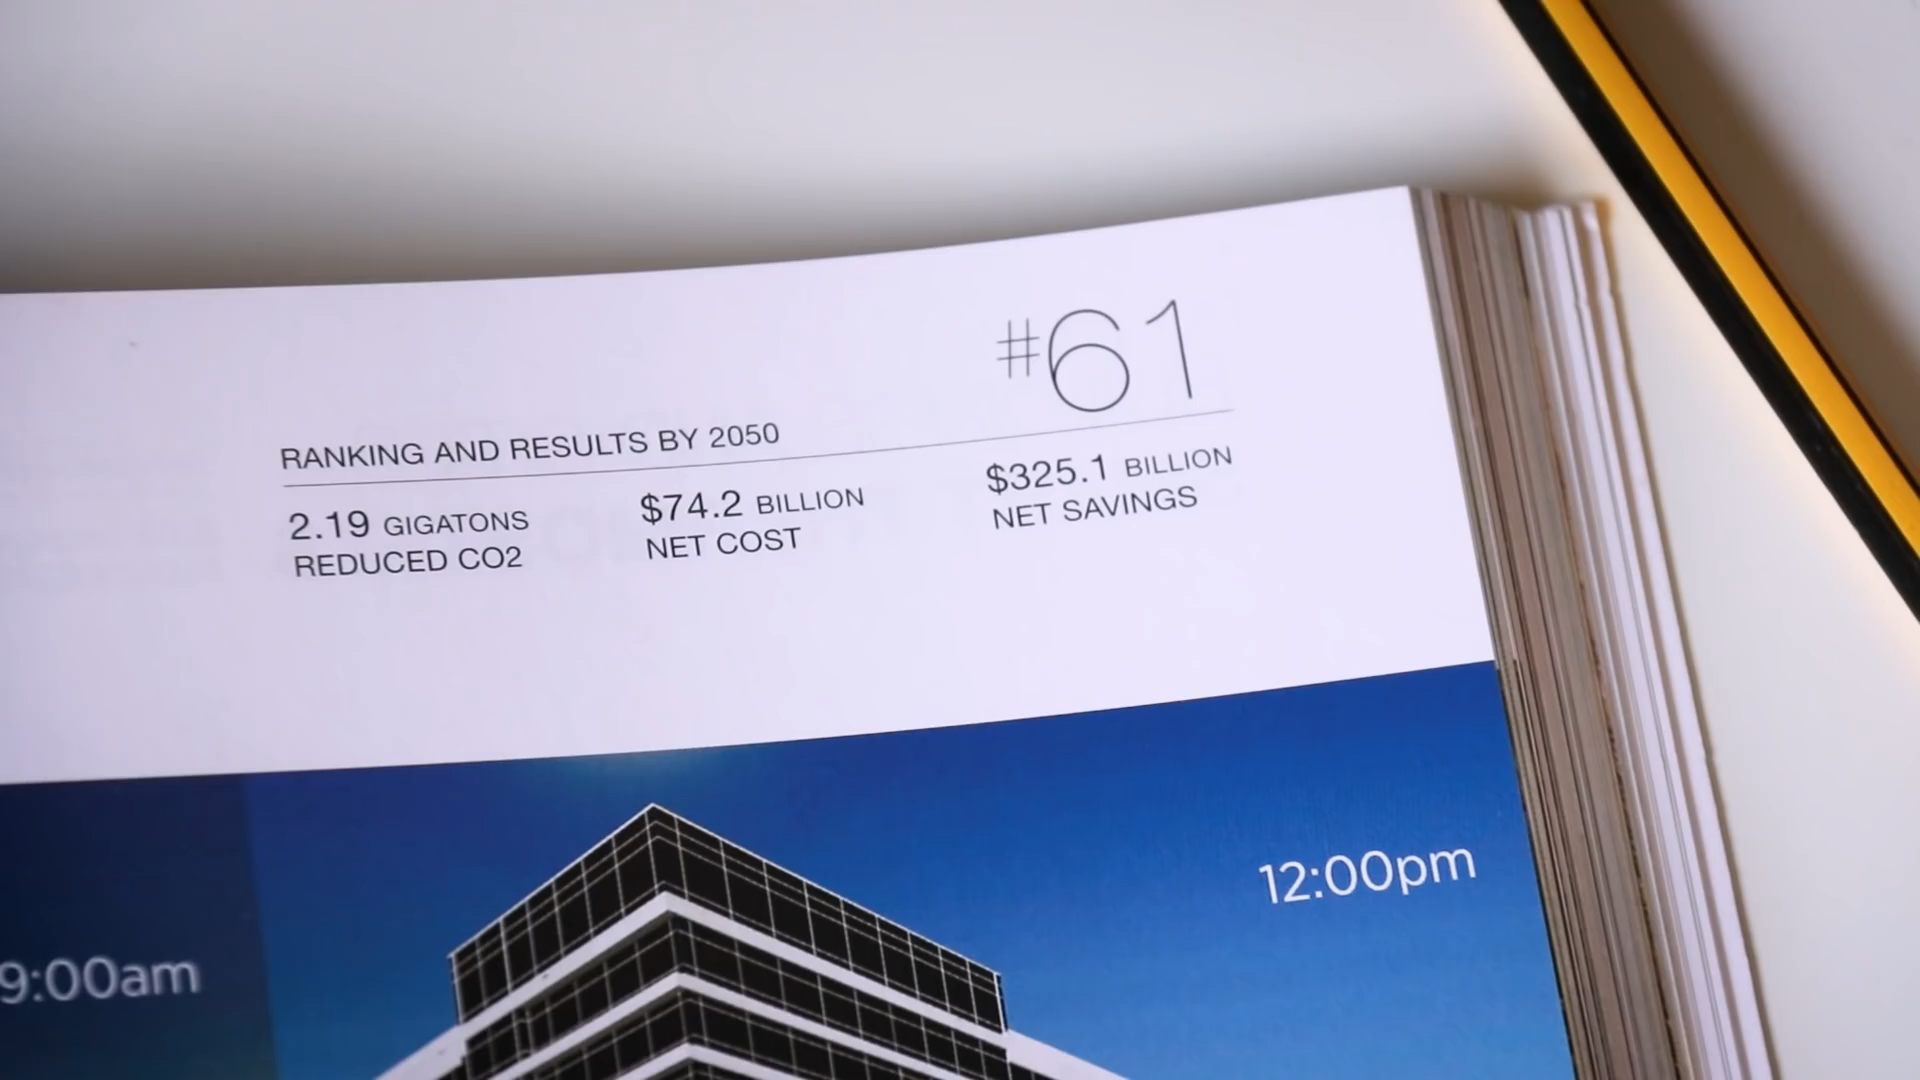 #61
RANKING AND RESULTS BY 2050
2.19 GIGATONS
REDUCED CO2
$74.2 BILLION
NET COST
$325.1 BILLION
NET SAVINGS
9:00am
12:00pm